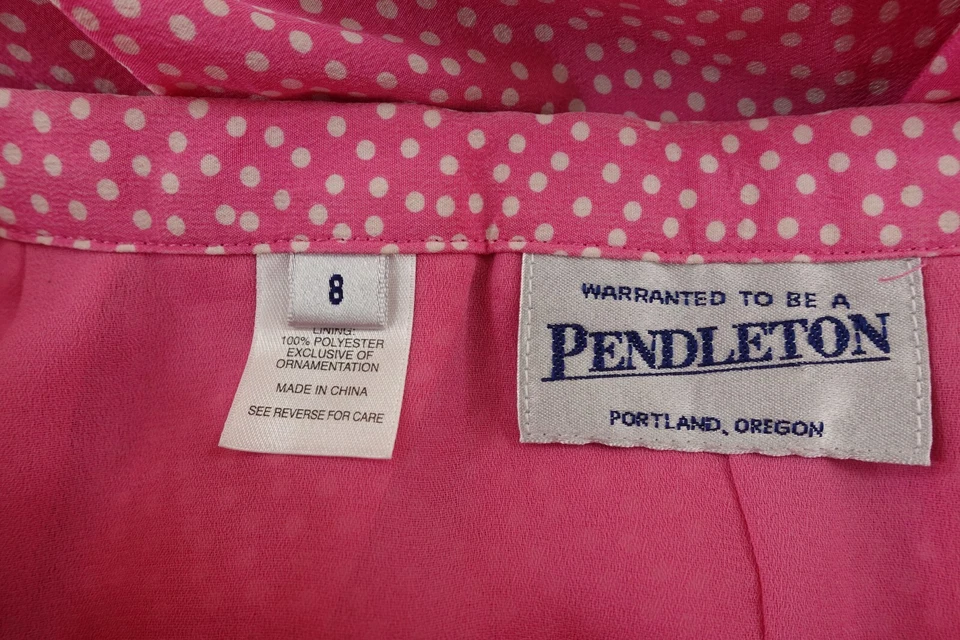 8
LINING:
100% POLYESTER
EXCLUSIVE OF
ORNAMENTATION
MADE IN CHINA
SEE REVERSE FOR CARE
WARRANTED TO BE A
PENDLETON
PORTLAND, OREGON